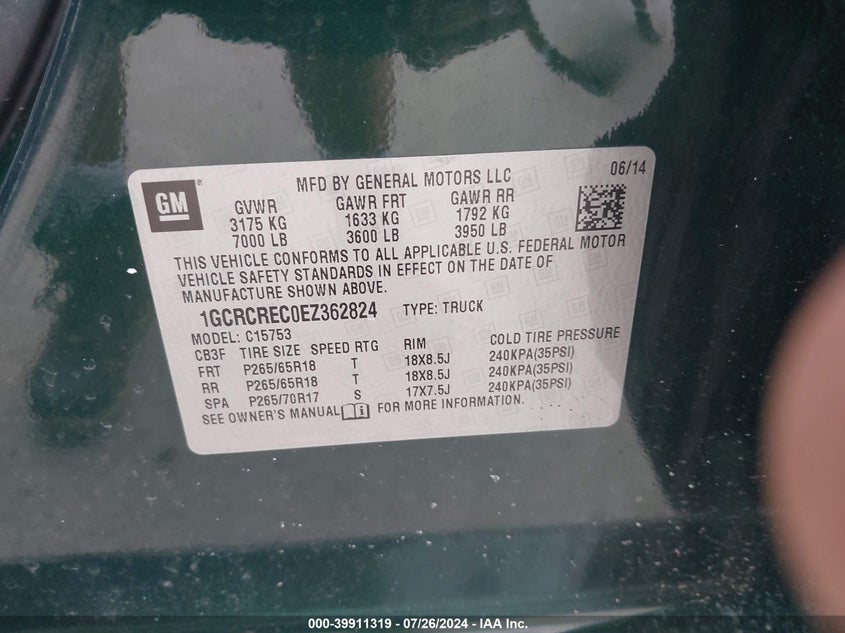 GM
MFD BY GENERAL MOTORS LLC 06/14
GVWR GAWR FRT GAWR RR
3175 KG 1633 KG 1792 KG
7000 LB 3600 LB 3950 LB
THIS VEHICLE CONFORMS TO ALL APPLICABLE U.S. FEDERAL MOTOR
VEHICLE SAFETY STANDARDS IN EFFECT ON THE DATE OF
MANUFACTURE SHOWN ABOVE.
1GCRCREC0EZ362824 TYPE: TRUCK
MODEL: C15753
CB3F TIRE SIZE SPEED RTG RIM COLD TIRE PRESSURE
FRT P265/65R18 T 18X8.5J 240KPA(35PSI)
RR P265/65R18 T 18X8.5J 240KPA(35PSI)
SPA P265/70R17 S 17X7.5J 240KPA(35PSI)
SEE OWNER'S MANUAL FOR MORE INFORMATION.
000-39911319 / 07/26/2024 - IAA Inc.